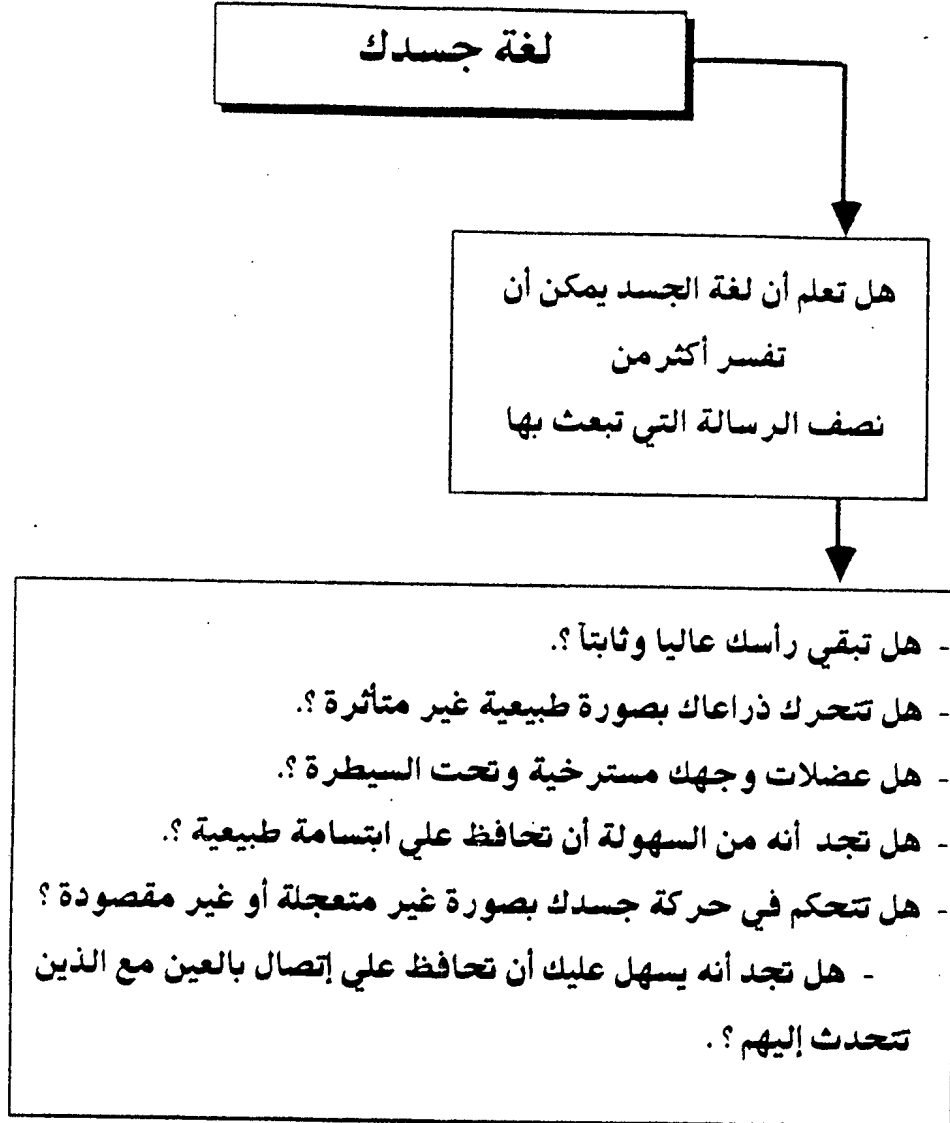 لغة جسدك
هل تعلم أن لغة الجسد يمكن أن
تفسر أكثر من
نصف الرسالة التي تبعث بها
- هل تبقي رأسك عاليا وثابتآ ؟.
- هل تتحرك ذراعاك بصورة طبيعية غير متأثرة ؟.
- هل عضلات وجهك مسترخية وتحت السيطرة ؟.
- هل تجد أنه من السهولة أن تحافظ علي ابتسامة طبيعية ؟.
- هل تتحكم في حركة جسدك بصورة غير متعجلة أو غير مقصودة ؟
- هل تجد أنه يسهل عليك أن تحافظ علي إتصال بالعين مع الذين
تتحدث إليهم ؟ .